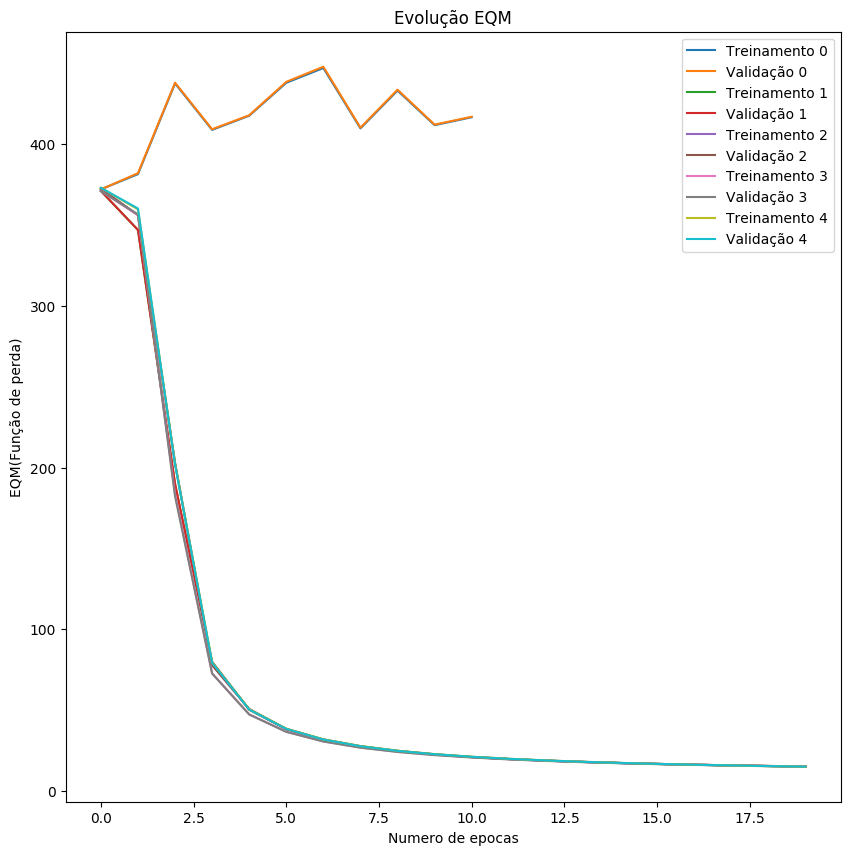 Evolução EQM
Treinamento 0
Validação 0
Treinamento 1
Validação 1
Treinamento 2
Validação 2
Treinamento 3
Validação 3
Treinamento 4
Validação 4
EQM(Função de perda)
400
300
200
100
0
0.0 2.5 5.0 7.5 10.0 12.5 15.0 17.5
Numero de epocas